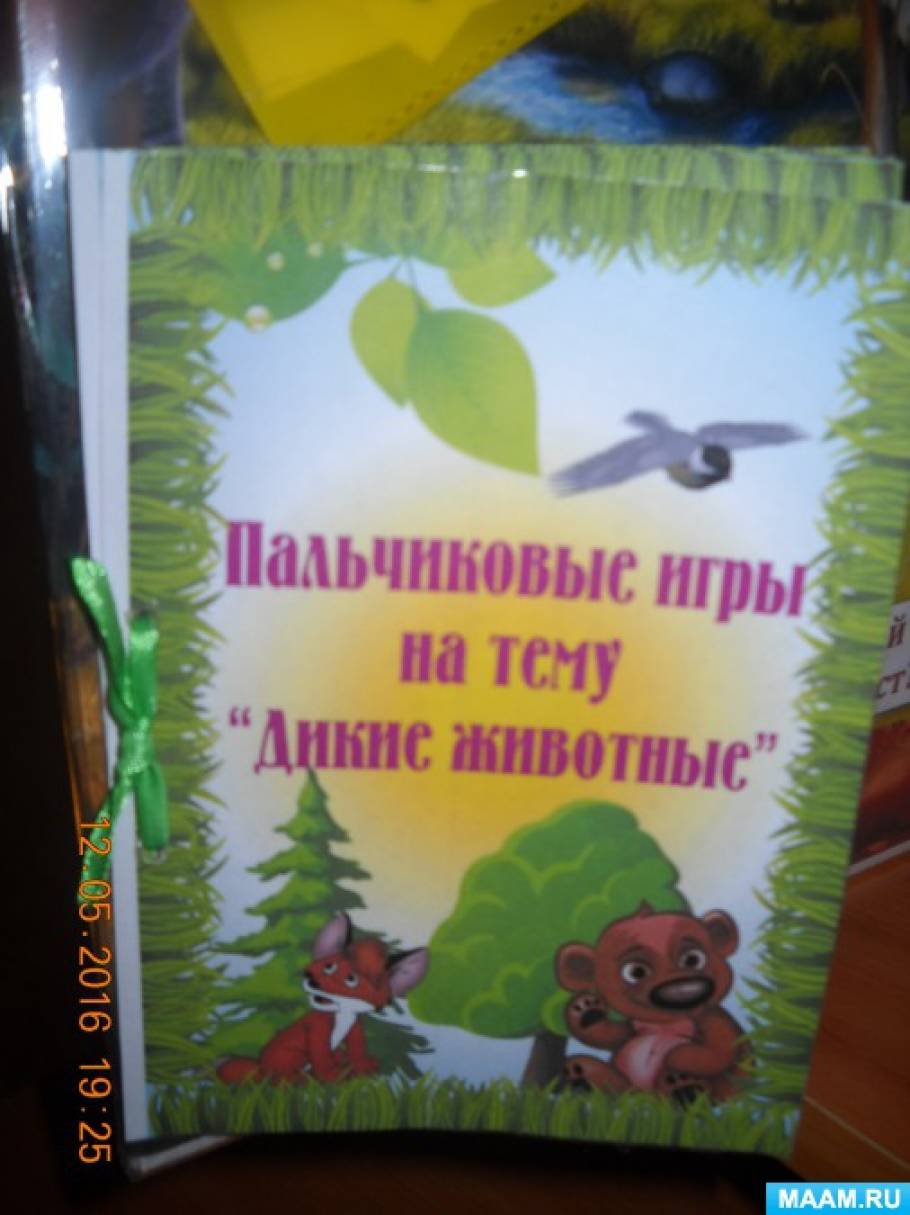 Пальчиковые игры
на тему
“Дикие животные”
12.05.2016 19:25
MAAM.RU